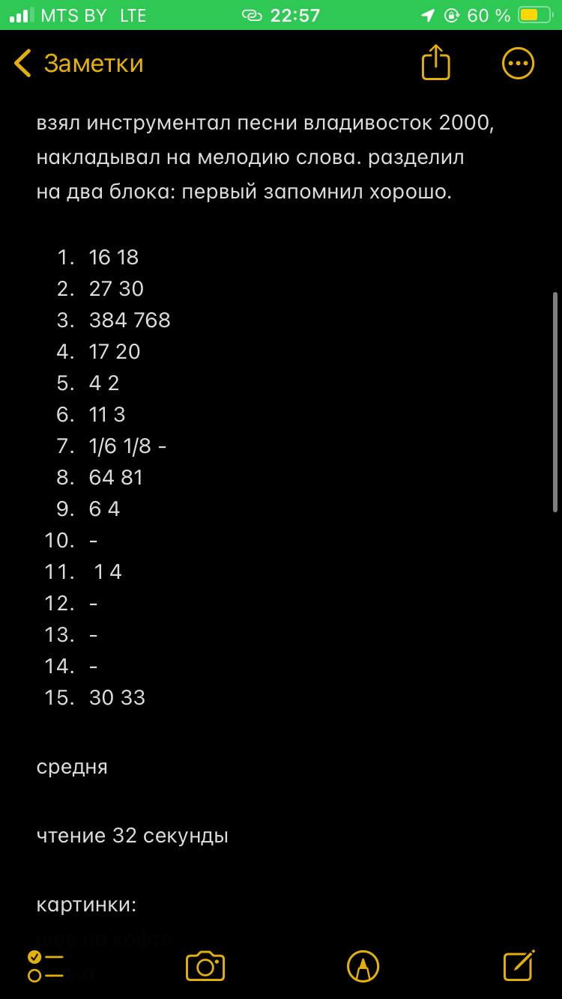 MTS BY LTE 22:57 60 %
Заметки
взял инструментал песни владивосток 2000,
накладывал на мелодию слова. разделил
на два блока: первый запомнил хорошо.
1. 16 18
2. 27 30
3. 384 768
4. 17 20
5. 4 2
6. 11 3
7. 1/6 1/8 -
8. 64 81
9. 6 4
10. -
11. 1 4
12. -
13. -
14. -
15. 30 33
средня
чтение 32 секунды
картинки:
шов на кофте